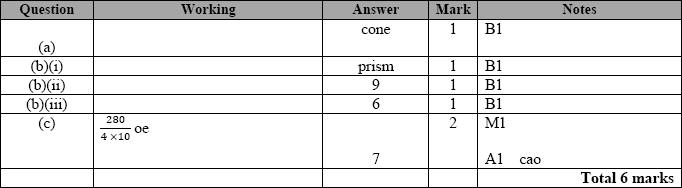 Question Working Answer Mark Notes
cone 1 B1
(a)
(b)(i) prism 1 B1
(b)(ii) 9 1 B1
(b)(iii) 6 1 B1
(c) 280/(4 ×10) oe 2 M1
7 A1 cao
Total 6 marks